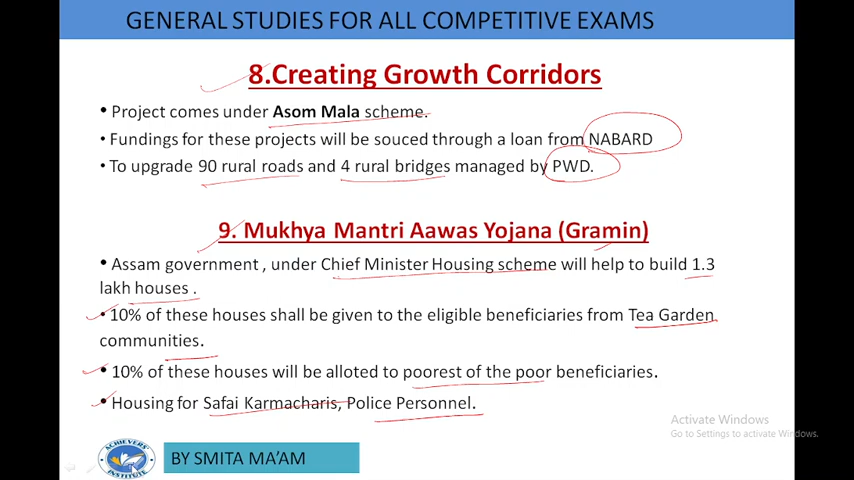 GENERAL STUDIES FOR ALL COMPETITIVE EXAMS
8.Creating Growth Corridors
• Project comes under Asom Mala scheme.
• Fundings for these projects will be souced through a loan from NABARD
• To upgrade 90 rural roads and 4 rural bridges managed by PWD.
9. Mukhya Mantri Aawas Yojana (Gramin)
• Assam government , under Chief Minister Housing scheme will help to build 1.3
lakh houses .
• 10% of these houses shall be given to the eligible beneficiaries from Tea Garden
communities.
• 10% of these houses will be alloted to poorest of the poor beneficiaries.
• Housing for Safai Karmacharis, Police Personnel.
Activate Windows
Go to Settings to activate Windows.
ACHIEVERS
INSTITUTE
BY SMITA MA'AM